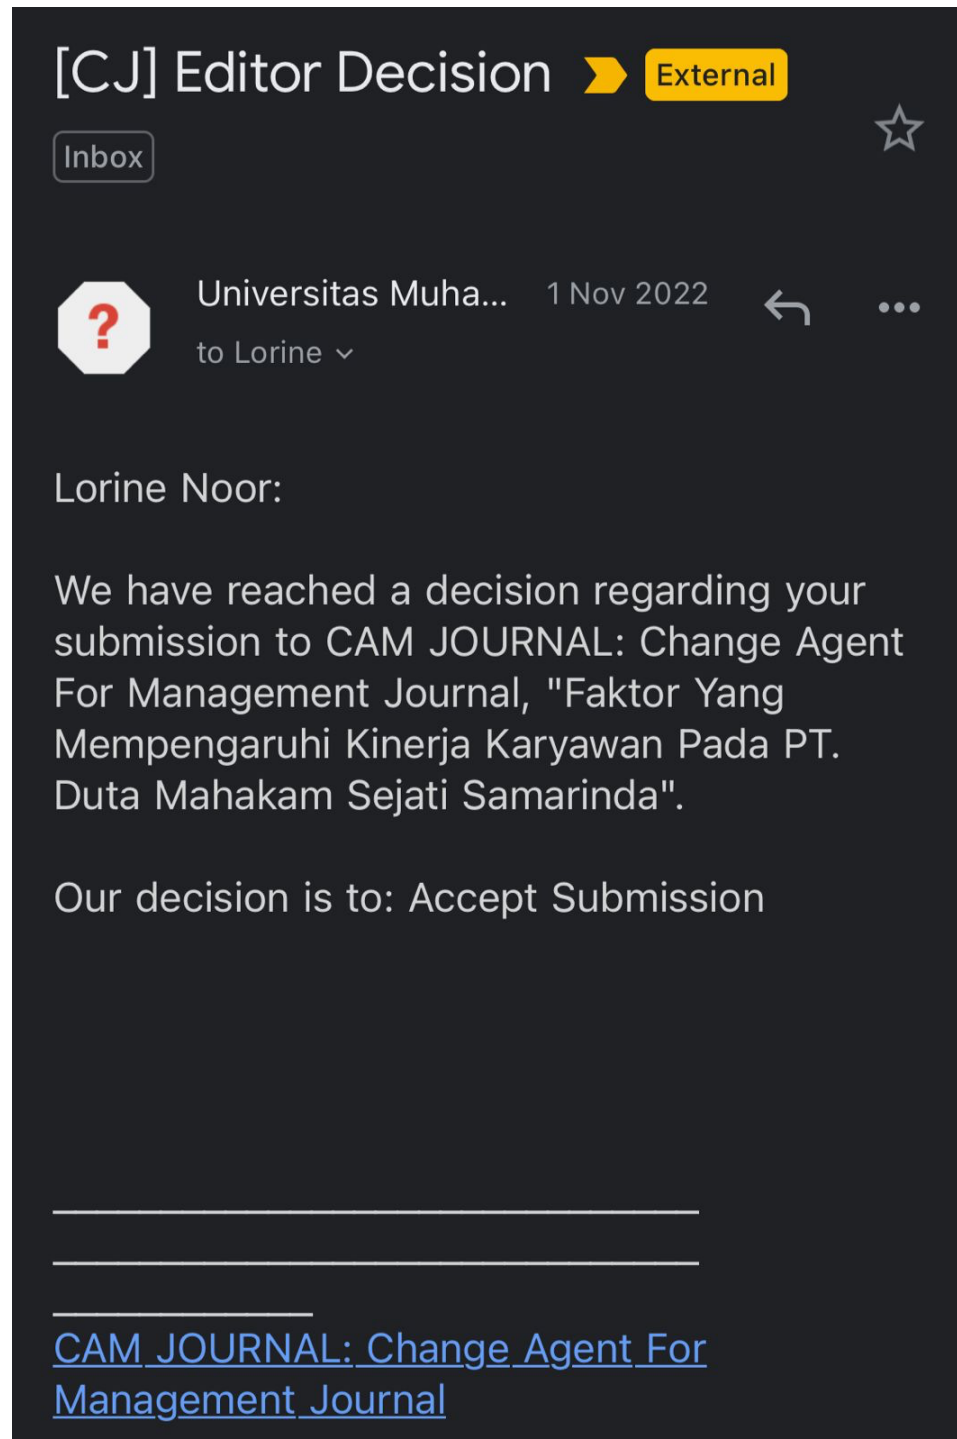 [CJ] Editor Decision External
Inbox
Universitas Muha... 1 Nov 2022
?
to Lorine
Lorine Noor:
We have reached a decision regarding your
submission to CAM JOURNAL: Change Agent
For Management Journal, "Faktor Yang
Mempengaruhi Kinerja Karyawan Pada PT.
Duta Mahakam Sejati Samarinda".
Our decision is to: Accept Submission
CAM JOURNAL: Change Agent For
Management Journal